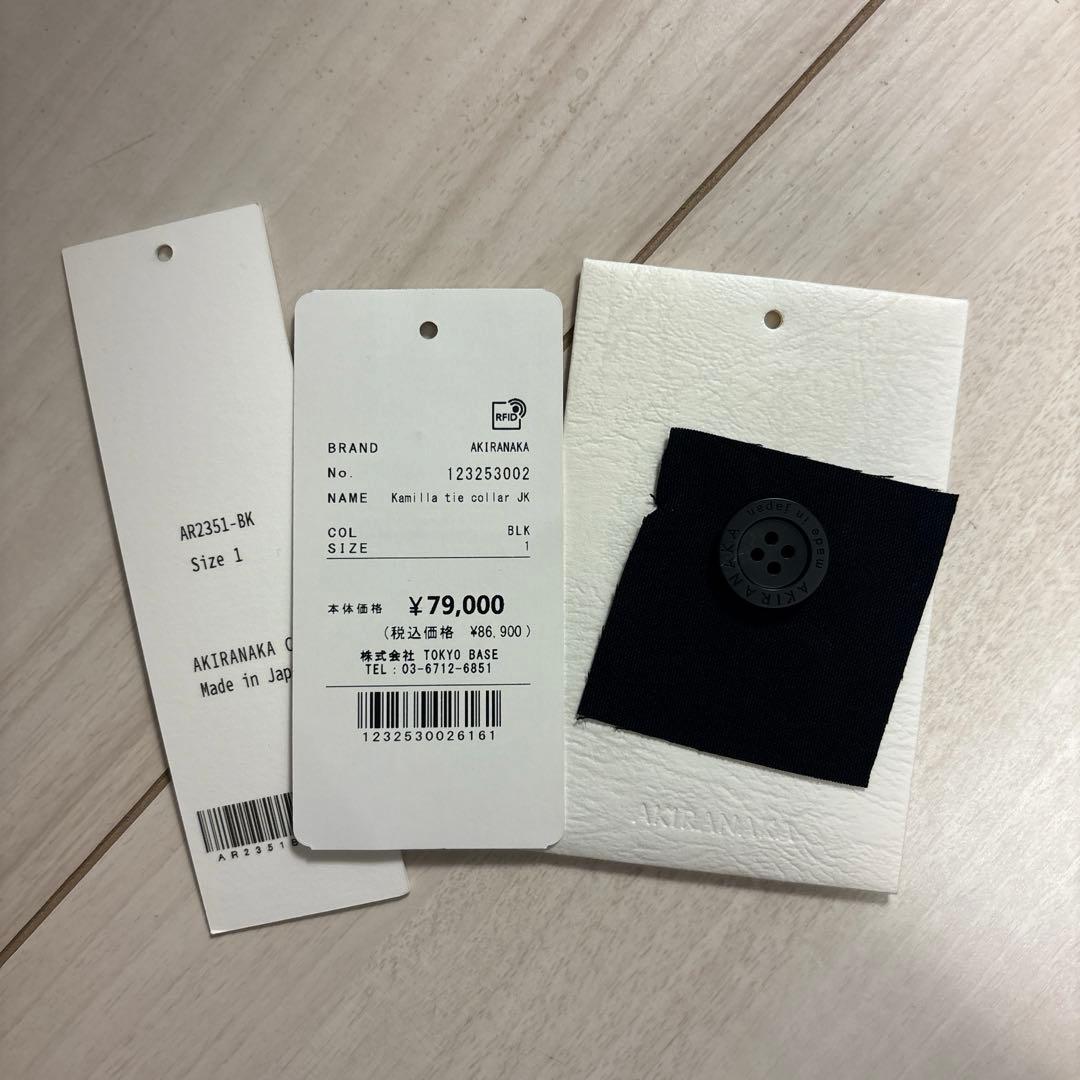 AR2351-BK
Size 1
AKIRANAKA
Made in
AR2351
RFID
BRAND AKIRANAKA
No. 123253002
NAME Kamilla tie collar JK
COL BLK
SIZE 1
本体価格 ¥79,000
(税込価格 ¥86,900)
株式会社 TOKYO BASE
TEL:03-6712-6851
1232530026161
AKIRANAKA made in japan
AKIRANAKA